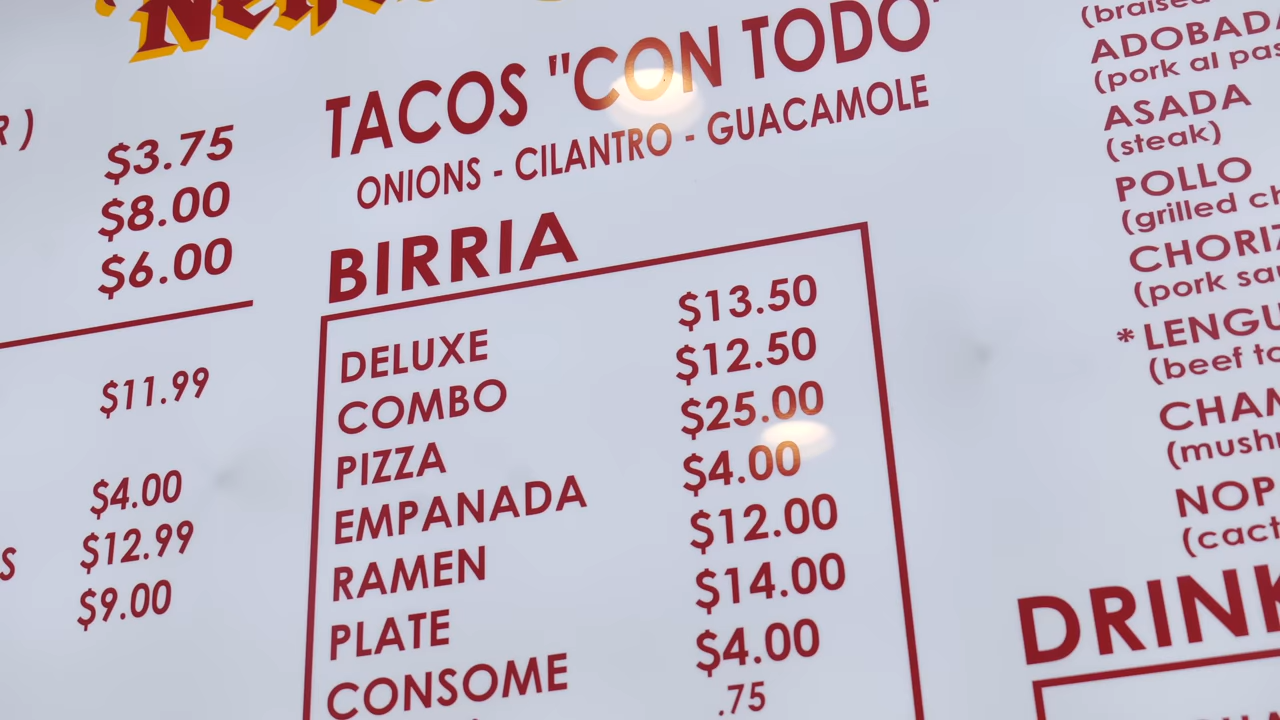 R )
$3.75
$8.00
$6.00
$11.99
$4.00
$12.99
$9.00
TACOS "CON TODO"
ONIONS - CILANTRO - GUACAMOLE
BIRRIA
DELUXE $13.50
COMBO $12.50
PIZZA $25.00
EMPANADA $4.00
RAMEN $12.00
PLATE $14.00
CONSOME $4.00
.75
(braised
ADOBADA
(pork al pas
ASADA
(steak)
POLLO
(grilled ch
CHORIZ
(pork sau
* LENGU
(beef to
CHAM
(mushr
NOP
(cact
DRINK